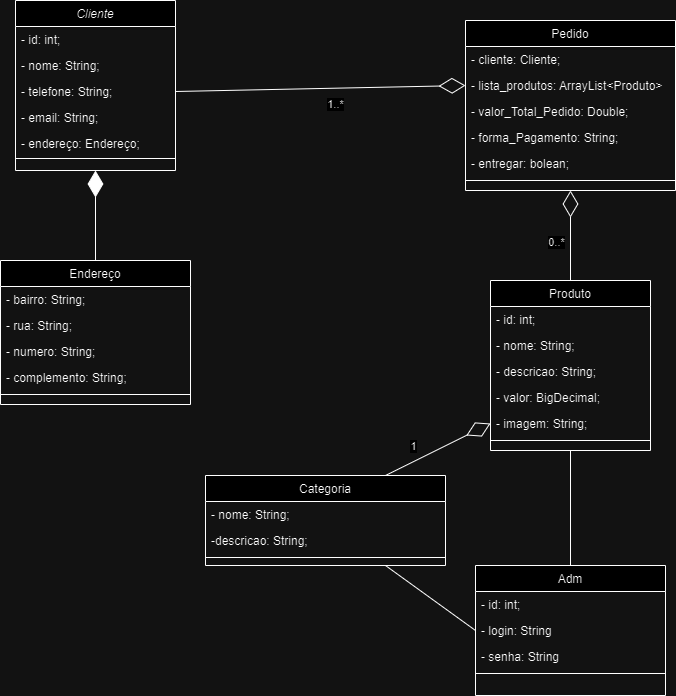 Cliente
- id: int;
- nome: String;
- telefone: String;
- email: String;
- endereço: Endereço;
Pedido
- cliente: Cliente;
- lista_produtos: ArrayList<Produto>
- valor_Total_Pedido: Double;
- forma_Pagamento: String;
- entregar: bolean;
1..*
0..*
Endereço
- bairro: String;
- rua: String;
- numero: String;
- complemento: String;
Produto
- id: int;
- nome: String;
- descricao: String;
- valor: BigDecimal;
- imagem: String;
1
Categoria
- nome: String;
-descricao: String;
Adm
- id: int;
- login: String
- senha: String